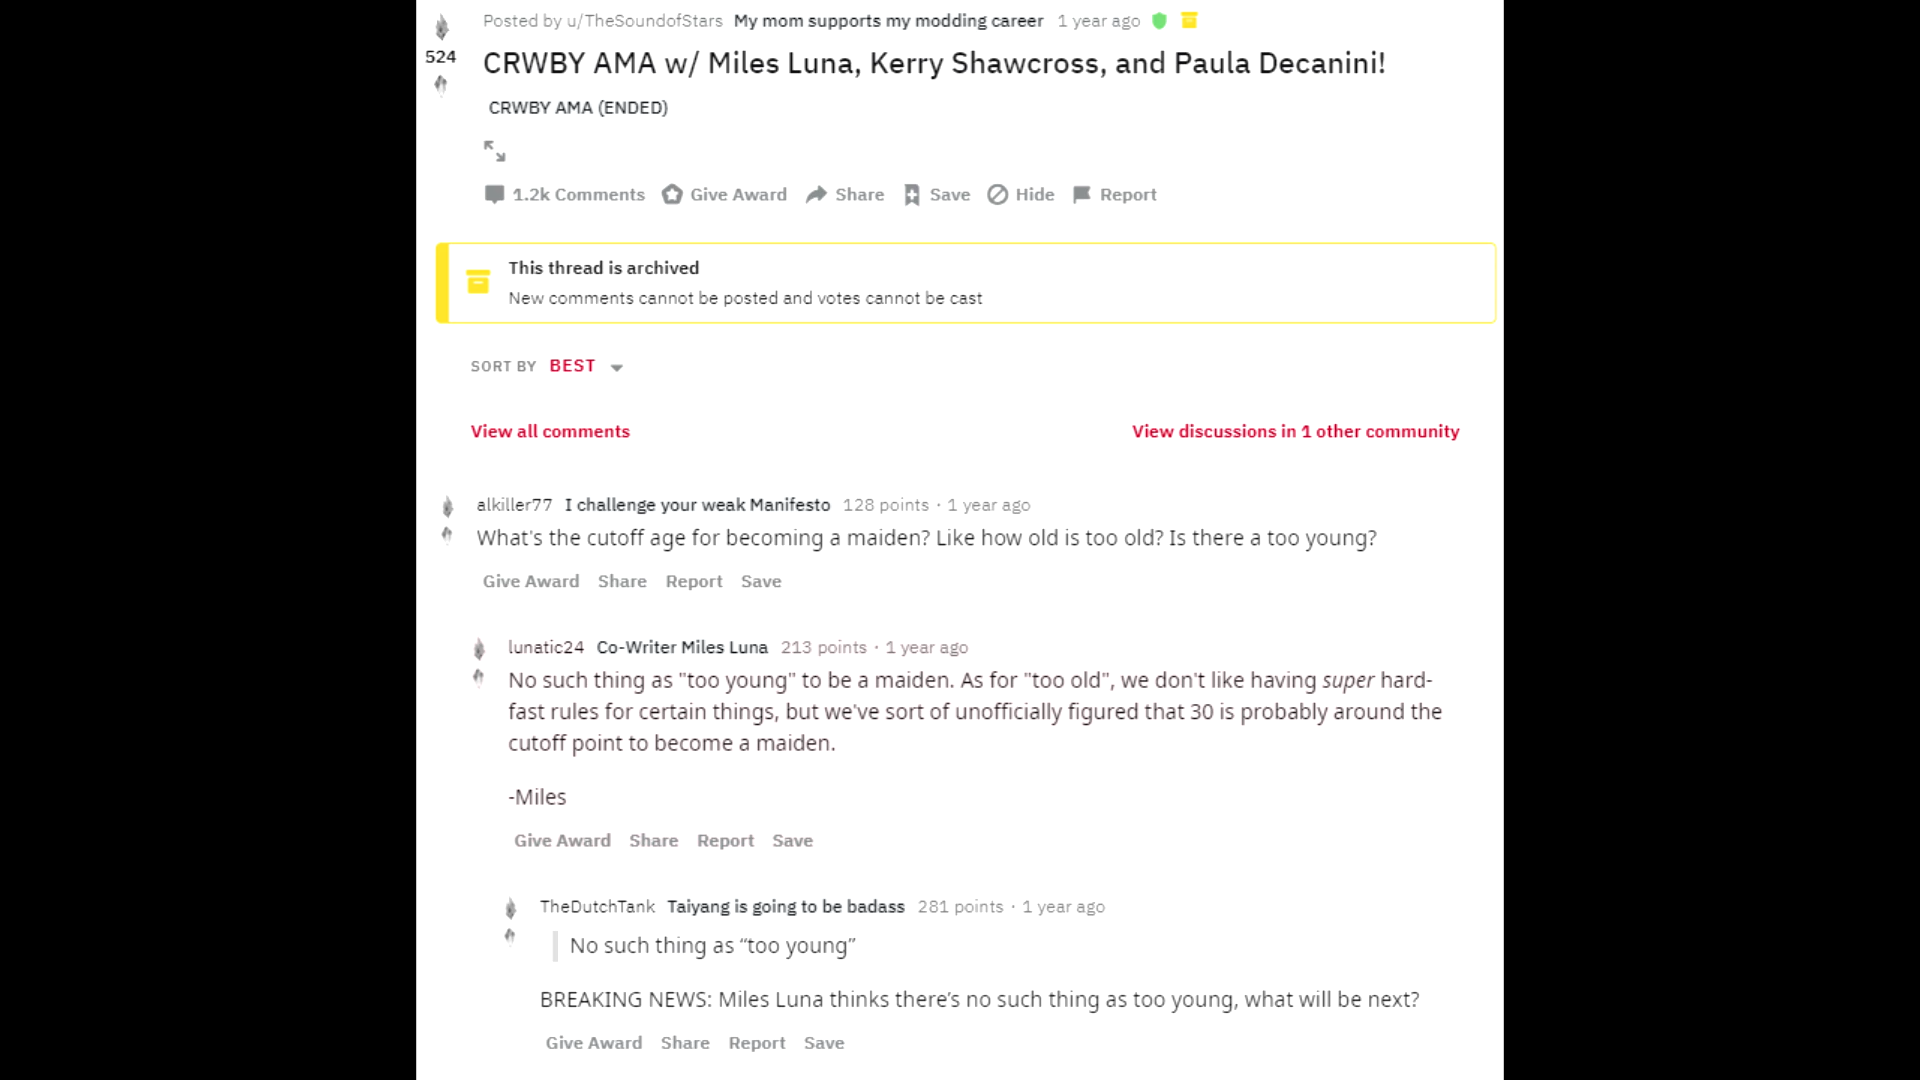 Posted by u/TheSoundofStars My mom supports my modding career 1 year ago
524
CRWBY AMA w/ Miles Luna, Kerry Shawcross, and Paula Decanini!
CRWBY AMA (ENDED)
1.2k Comments Give Award Share Save Hide Report
This thread is archived
New comments cannot be posted and votes cannot be cast
SORT BY BEST
View all comments View discussions in 1 other community
alkiller77 I challenge your weak Manifesto 128 points · 1 year ago
What's the cutoff age for becoming a maiden? Like how old is too old? Is there a too young?
Give Award Share Report Save
lunatic24 Co-Writer Miles Luna 213 points · 1 year ago
No such thing as "too young" to be a maiden. As for "too old", we don't like having super hard-
fast rules for certain things, but we've sort of unofficially figured that 30 is probably around the
cutoff point to become a maiden.
-Miles
Give Award Share Report Save
TheDutchTank Taiyang is going to be badass 281 points · 1 year ago
No such thing as “too young”
BREAKING NEWS: Miles Luna thinks there’s no such thing as too young, what will be next?
Give Award Share Report Save